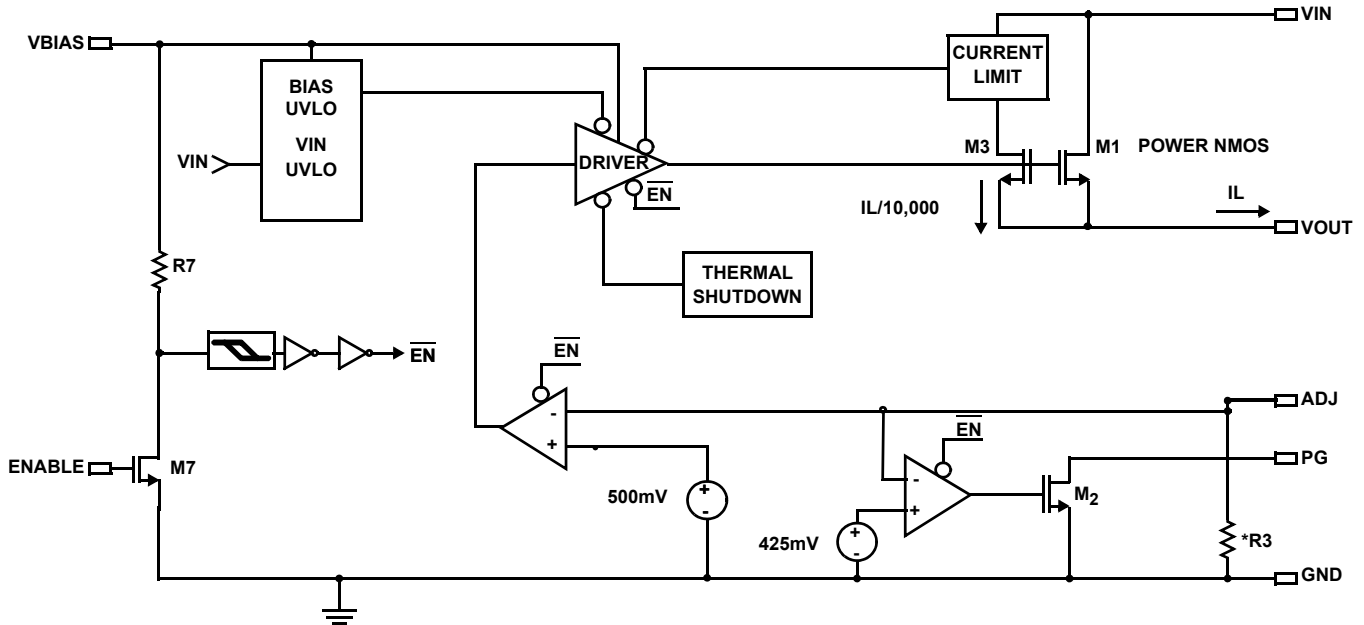 VIN
VBIAS
CURRENT
LIMIT
BIAS
UVLO
VIN
UVLO
VIN
DRIVER
EN
M3
M1
POWER NMOS
IL/10,000
IL
VOUT
THERMAL
SHUTDOWN
R7
EN
EN
-
+
ADJ
EN
PG
ENABLE
M7
500mV
+
-
-
+
M2
425mV
+
-
*R3
GND